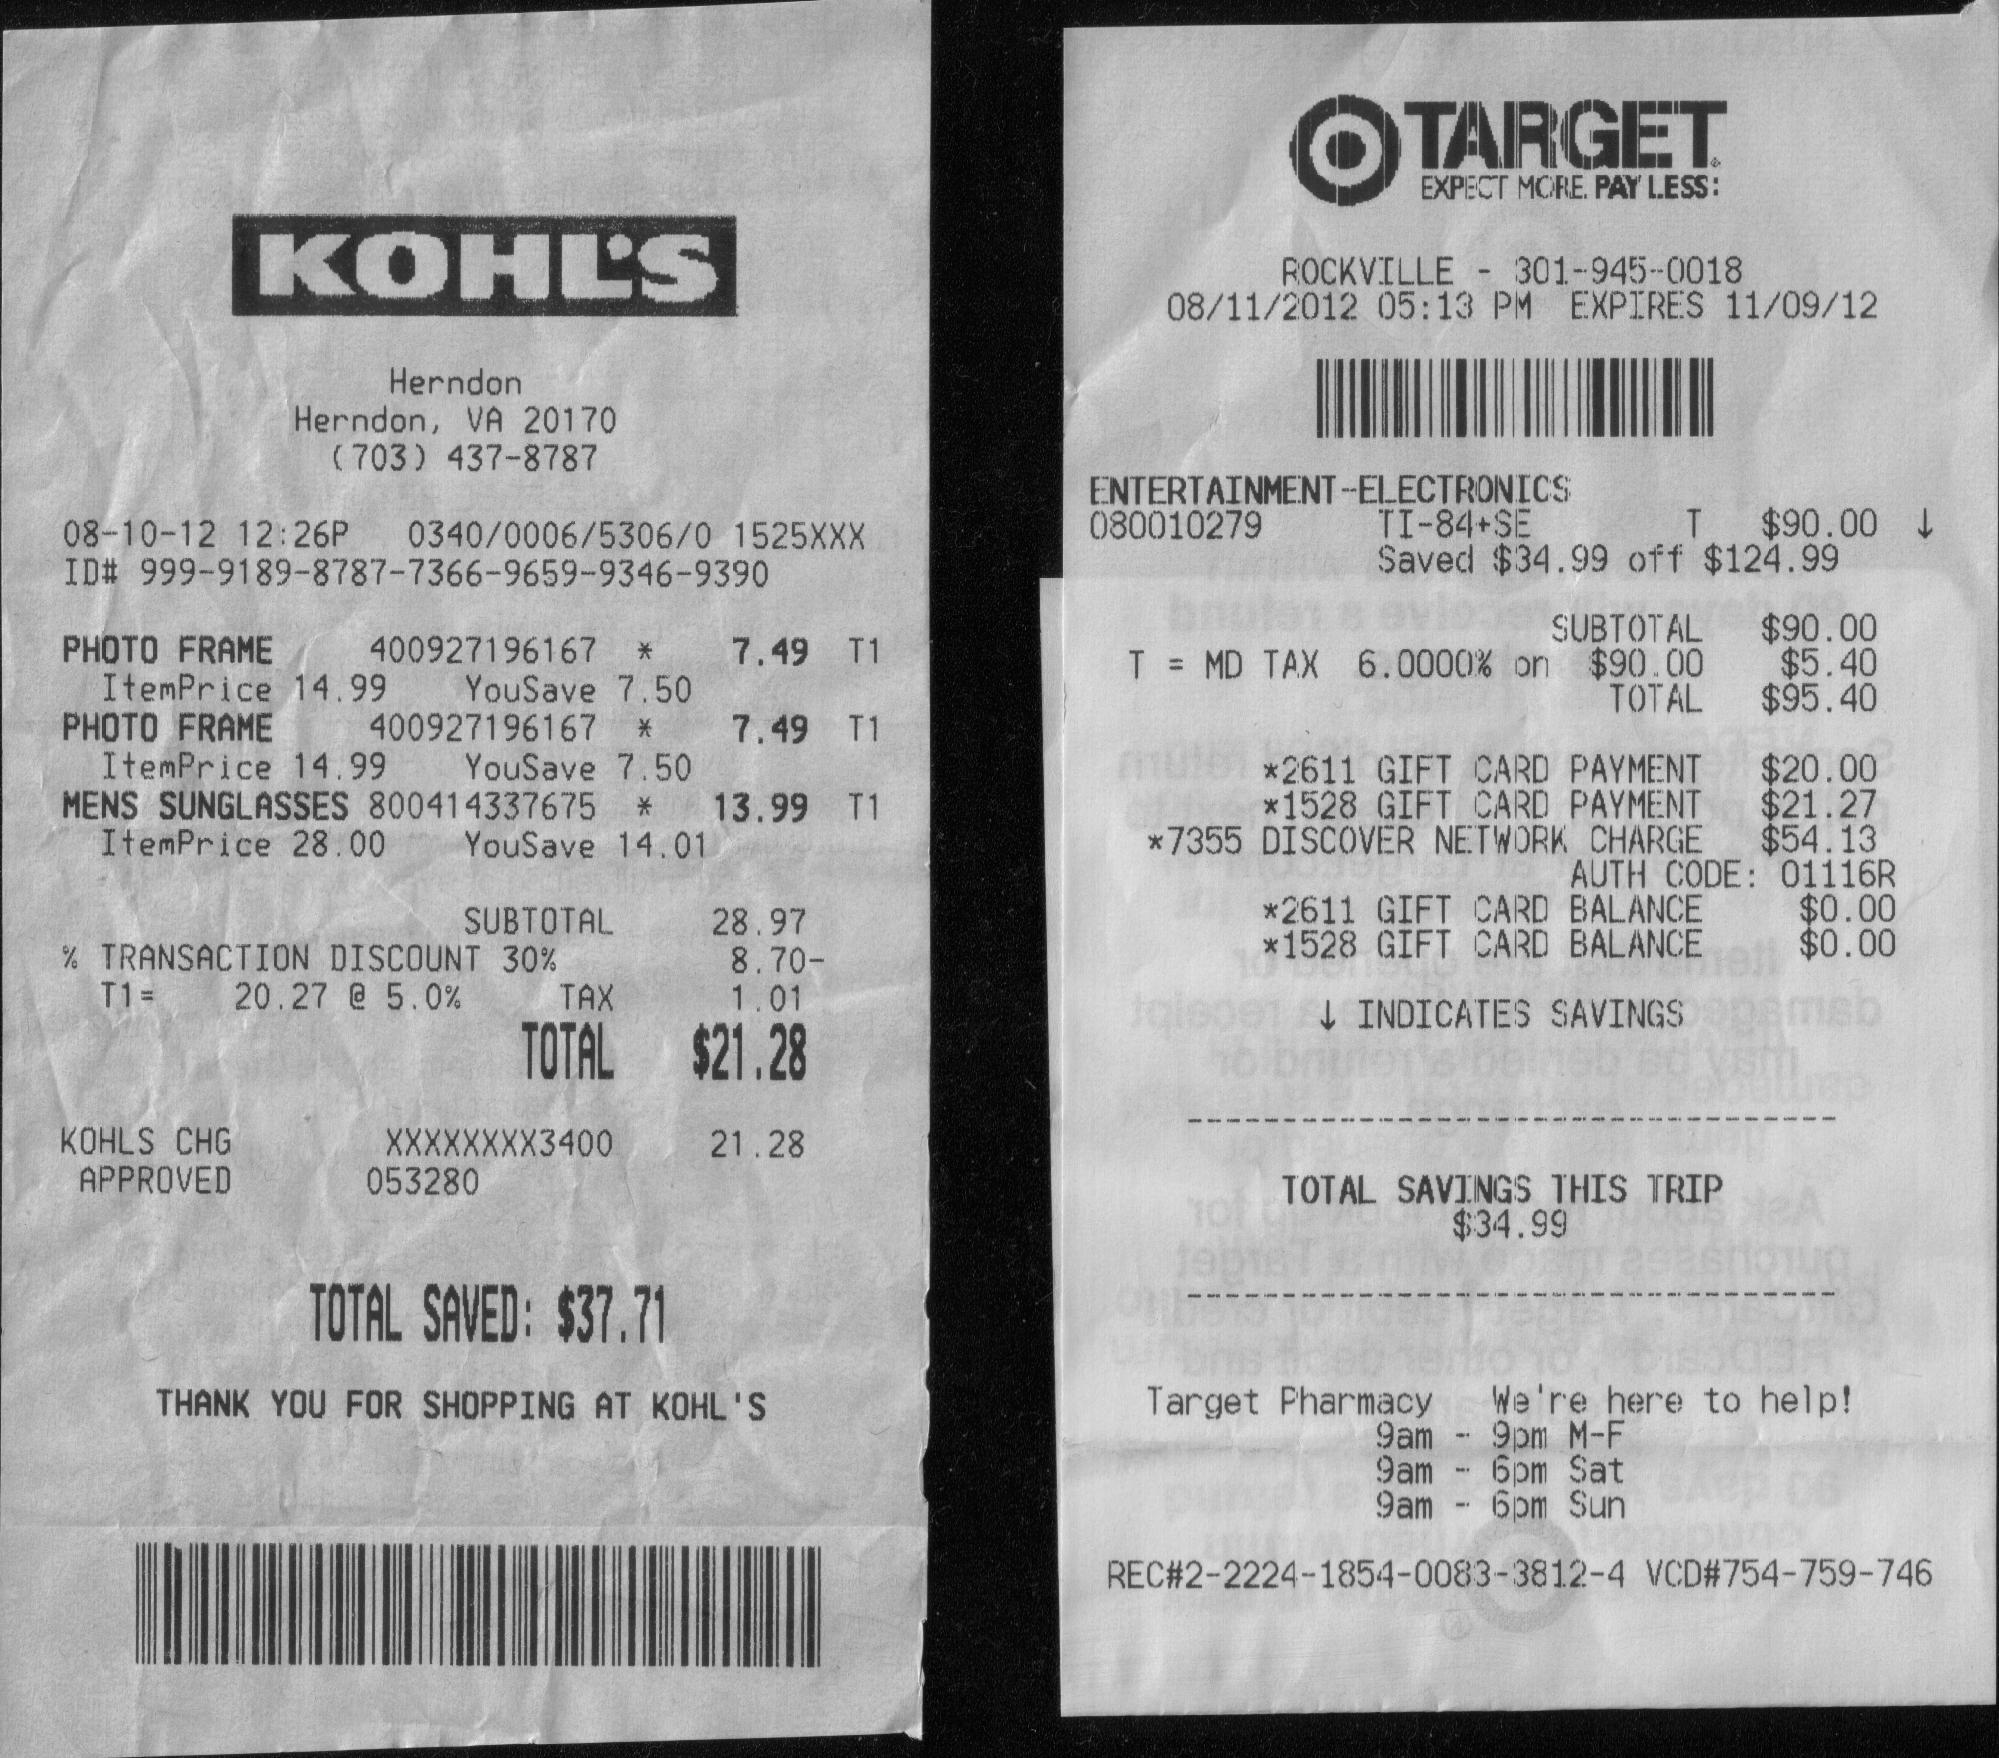 KOHL'S
Herndon
Herndon, VA 20170
(703) 437-8787
08-10-12 12:26P 0340/0006/5306/0 1525XXX
ID# 999-9189-8787-7366-9659-9346-9390
PHOTO FRAME 400927196167 * 7.49 T1
ItemPrice 14.99 YouSave 7.50
PHOTO FRAME 400927196167 * 7.49 T1
ItemPrice 14.99 YouSave 7.50
MENS SUNGLASSES 800414337675 * 13.99 T1
ItemPrice 28.00 YouSave 14.01
SUBTOTAL 28.97
% TRANSACTION DISCOUNT 30% 8.70-
T1= 20.27 @ 5.0% TAX 1.01
TOTAL $21.28
KOHLS CHG XXXXXXXX3400 21.28
APPROVED 053280
TOTAL SAVED: $37.71
THANK YOU FOR SHOPPING AT KOHL'S
TARGET
EXPECT MORE. PAY LESS:
ROCKVILLE - 301-945-0018
08/11/2012 05:13 PM EXPIRES 11/09/12
ENTERTAINMENT-ELECTRONICS
080010279 TI-84+SE T $90.00 ↓
Saved $34.99 off $124.99
SUBTOTAL $90.00
T = MD TAX 6.0000% on $90.00 $5.40
TOTAL $95.40
*2611 GIFT CARD PAYMENT $20.00
*1528 GIFT CARD PAYMENT $21.27
*7355 DISCOVER NETWORK CHARGE $54.13
AUTH CODE: 01116R
*2611 GIFT CARD BALANCE $0.00
*1528 GIFT CARD BALANCE $0.00
↓ INDICATES SAVINGS
TOTAL SAVINGS THIS TRIP
$34.99
Target Pharmacy We're here to help!
9am - 9pm M-F
9am - 6pm Sat
9am - 6pm Sun
REC#2-2224-1854-0083-3812-4 VCD#754-759-746